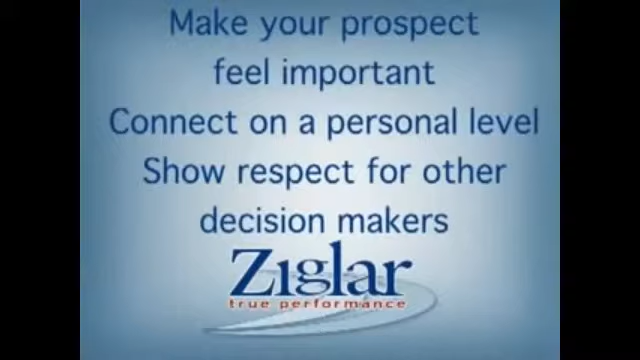 Make your prospect
feel important
Connect on a personal level
Show respect for other
decision makers
Ziglar
true performance